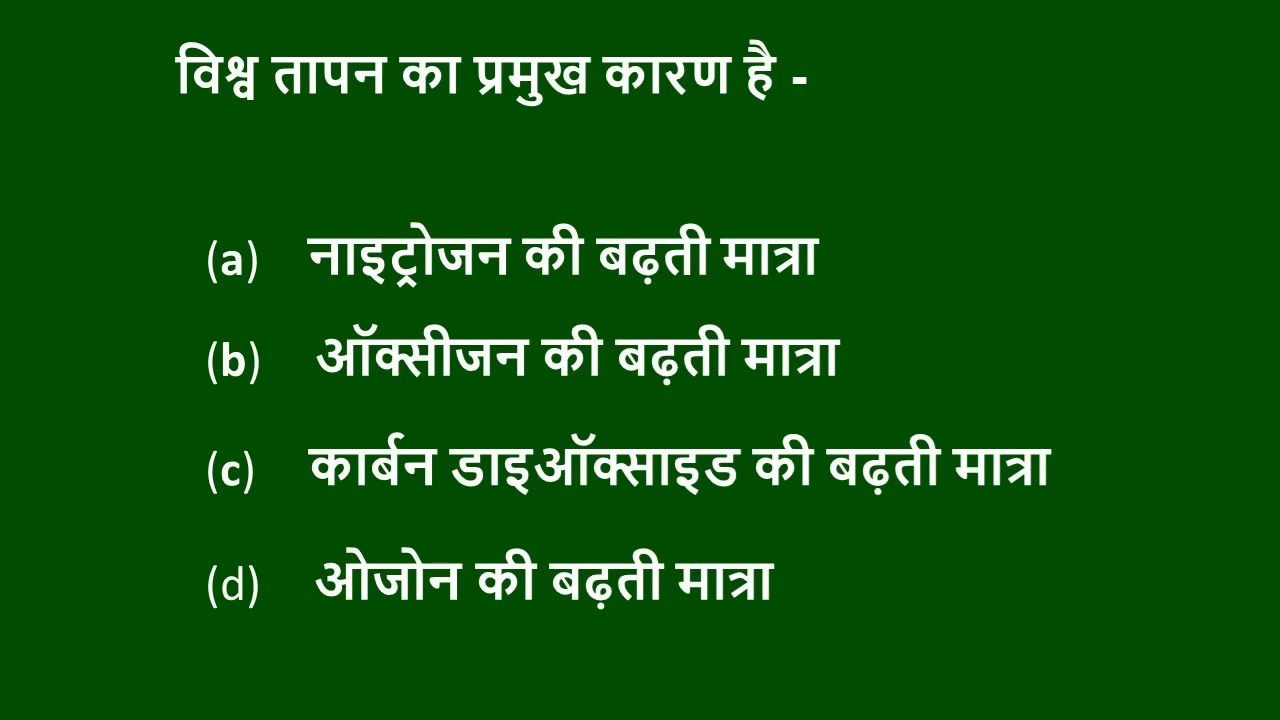 विश्व तापन का प्रमुख कारण है -
(a) नाइट्रोजन की बढ़ती मात्रा
(b) ऑक्सीजन की बढ़ती मात्रा
(c) कार्बन डाइऑक्साइड की बढ़ती मात्रा
(d) ओजोन की बढ़ती मात्रा